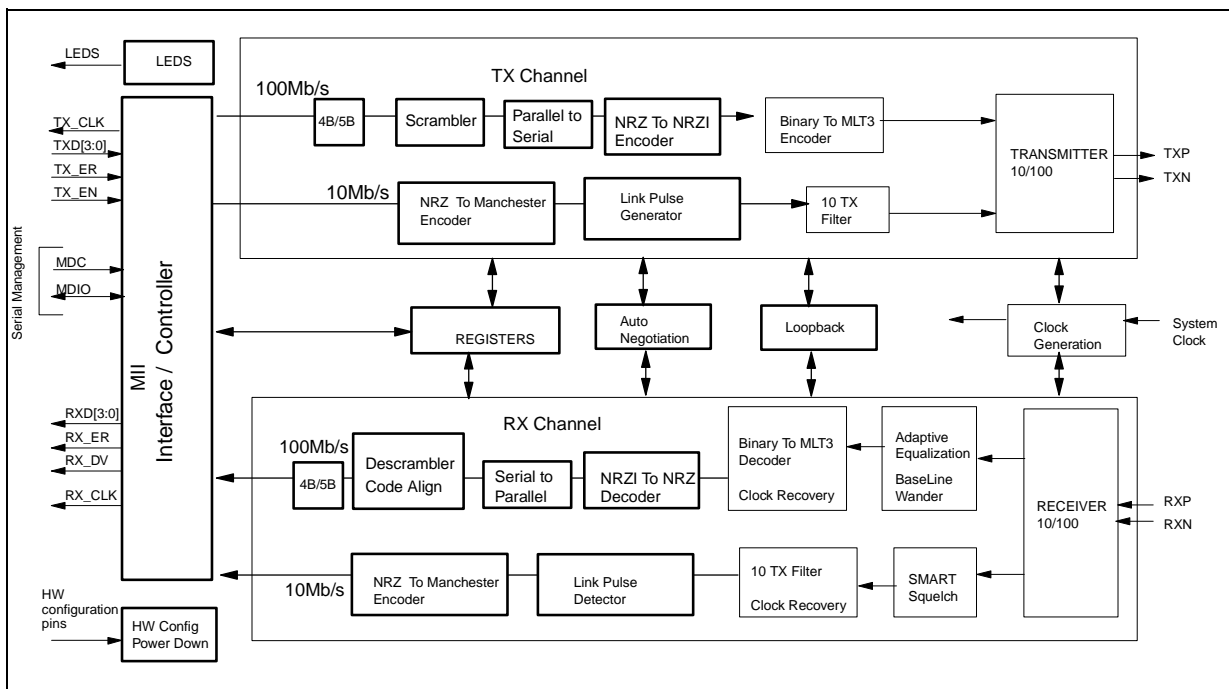 LEDS
LEDS
TX Channel
100Mb/s
4B/5B
Scrambler
Parallel to
Serial
NRZ To NRZI
Encoder
Binary To MLT3
Encoder
TRANSMITTER
10/100
TXP
TXN
TX_CLK
TXD[3:0]
TX_ER
TX_EN
10Mb/s
NRZ To Manchester
Encoder
Link Pulse
Generator
10 TX
Filter
Serial Management
MDC
MDIO
MII
Interface / Controller
REGISTERS
Auto
Negotiation
Loopback
Clock
Generation
System
Clock
RXD[3:0]
RX_ER
RX_DV
RX_CLK
RX Channel
100Mb/s
4B/5B
Descrambler
Code Align
Serial to
Parallel
NRZI To NRZ
Decoder
Binary To MLT3
Decoder
Clock Recovery
Adaptive
Equalization
BaseLine
Wander
RECEIVER
10/100
RXP
RXN
10Mb/s
NRZ To Manchester
Encoder
Link Pulse
Detector
10 TX Filter
Clock Recovery
SMART
Squelch
HW
configuration
pins
HW Config
Power Down